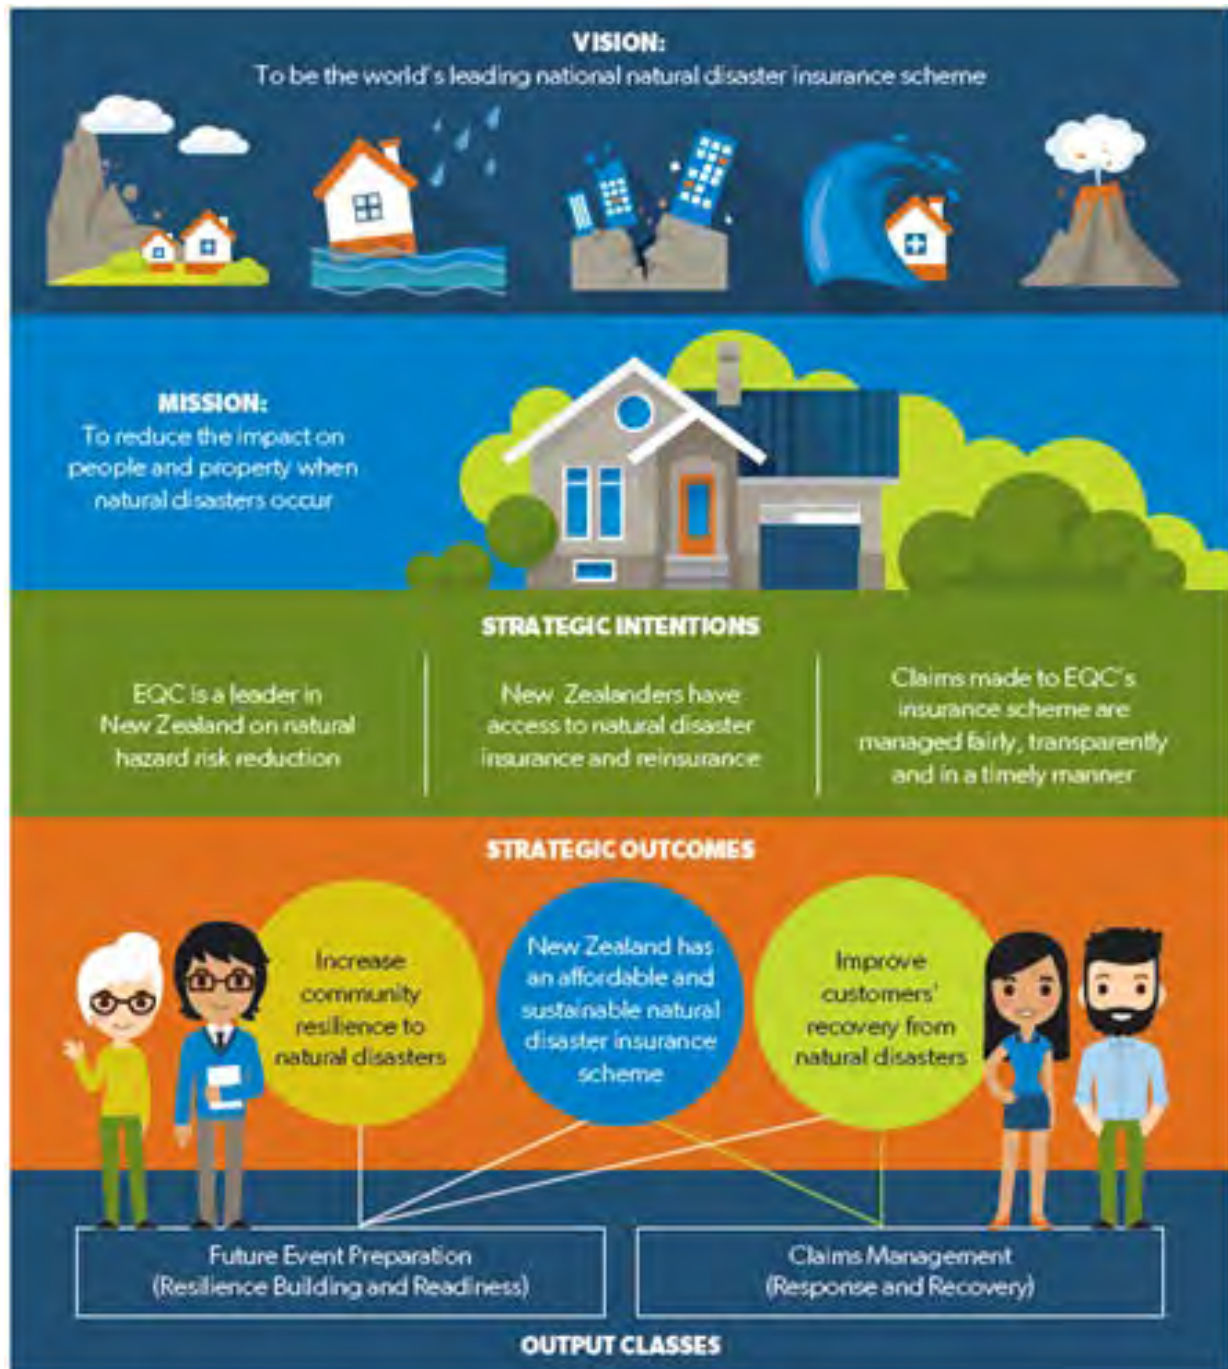 VISION:
To be the world's leading national natural disaster insurance scheme
MISSION:
To reduce the impact on
people and property when
natural disasters occur
STRATEGIC INTENTIONS
EQC is a leader in
New Zealand on natural
hazard risk reduction
New Zealanders have
access to natural disaster
insurance and reinsurance
Claims made to EQC's
insurance scheme are
managed fairly, transparently
and in a timely manner
STRATEGIC OUTCOMES
Increase
community
resilience to
natural disasters
New Zealand has
an affordable and
sustainable natural
disaster insurance
scheme
Improve
customers'
recovery from
natural disasters
Future Event Preparation
(Resilience Building and Readiness)
Claims Management
(Response and Recovery)
OUTPUT CLASSES